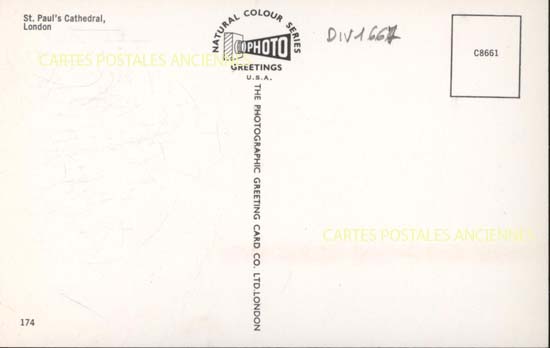 St. Paul's Cathedral,
London
CARTES POSTALES ANCIENNES
NATURAL COLOUR SERIES
PHOTO
GREETINGS
U.S.A.
DIV1667
C8661
THE PHOTOGRAPHIC GREETING CARD CO. LTD. LONDON
CARTES POSTALES ANCIENNES
174